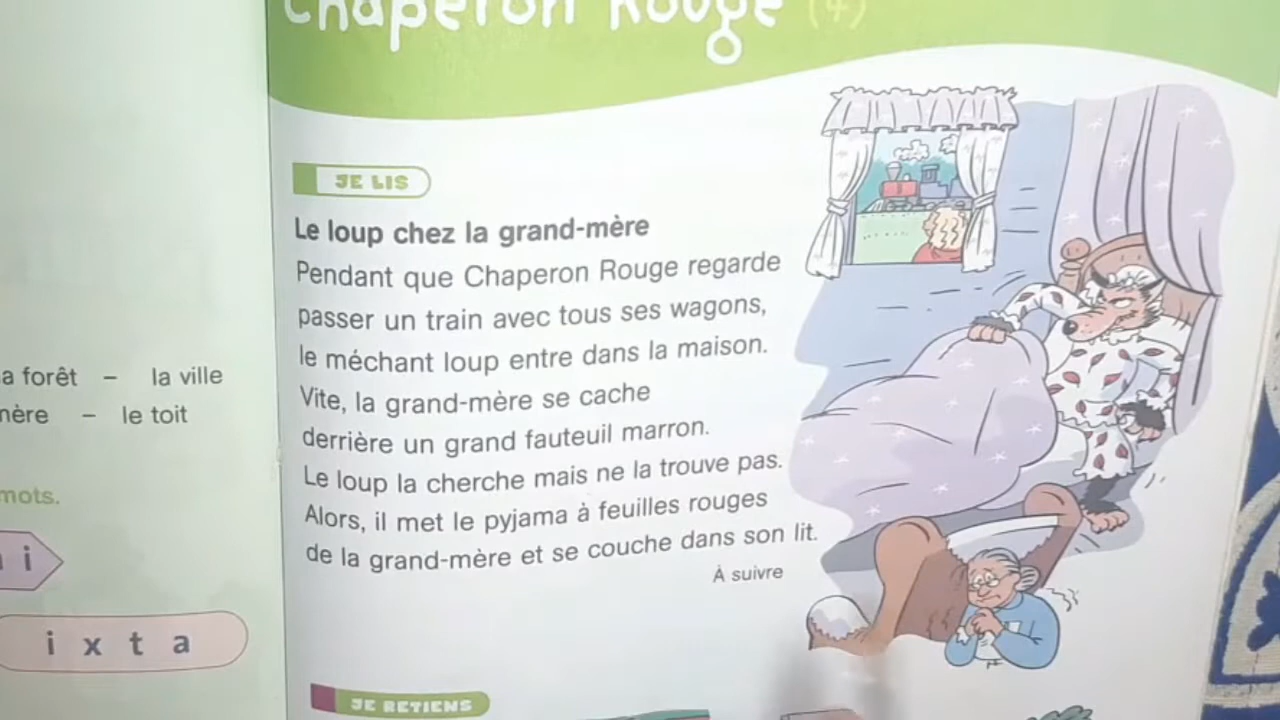 Chaperon Rouge (4)
JE LIS
Le loup chez la grand-mère
Pendant que Chaperon Rouge regarde
passer un train avec tous ses wagons,
le méchant loup entre dans la maison.
Vite, la grand-mère se cache
derrière un grand fauteuil marron.
Le loup la cherche mais ne la trouve pas.
Alors, il met le pyjama à feuilles rouges
de la grand-mère et se couche dans son lit.
À suivre
JE RETIENS
a forêt – la ville
– le toit
mots.
i
i x t a